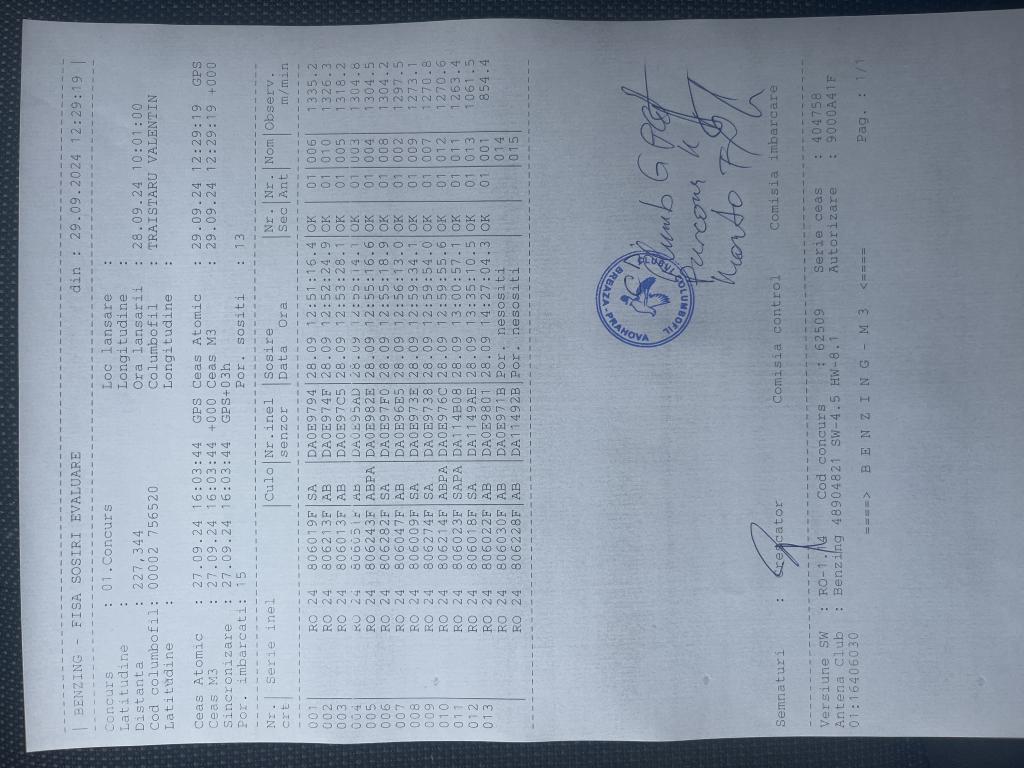 | BENZING - FISA SOSIRI EVALUARE din : 29.09.2024 12:29:19 |
Concurs : 01.Concurs Loc lansare :
Latitudine : Longitudine :
Distanta : 227,344 Ora lansarii : 28.09.24 10:01:00
Cod columbofil: 00002 756520 Columbofil : TRAISTARU VALENTIN
Latitudine : Longitudine :
Ceas Atomic : 27.09.24 16:03:44 GPS Ceas Atomic : 29.09.24 12:29:19 GPS
Ceas M3 : 27.09.24 16:03:44 +000 Ceas M3 : 29.09.24 12:29:19 +000
Sincronizare : 27.09.24 16:03:44 GPS+03h
Por. imbarcati: 15 Por. sositi : 13
Nr.| Serie inel |Culo|Nr.inel |Sosire |Nr.|Nr.|Nom|Observ.
crt| | |senzor |Data Ora |Sec|Ant| | m/min
001 RO 24 806019F SA DA0E9794 28.09 12:51:16.4 OK 01 006 1335.2
002 RO 24 806213F AB DA0E974F 28.09 12:52:24.9 OK 01 010 1326.3
003 RO 24 806013F AB DA0E97C5 28.09 12:53:28.1 OK 01 005 1318.2
004 RO 24 806051F AB DA0E95AD 28.09 12:55:14.1 OK 01 003 1304.8
005 RO 24 806243F ABPA DA0E982E 28.09 12:55:16.6 OK 01 004 1304.5
006 RO 24 806282F SA DA0E97F0 28.09 12:55:18.9 OK 01 008 1304.2
007 RO 24 806047F AB DA0E96E5 28.09 12:56:13.0 OK 01 002 1297.5
008 RO 24 806009F SA DA0E973E 28.09 12:59:34.1 OK 01 009 1273.1
009 RO 24 806274F SA DA0E9738 28.09 12:59:54.0 OK 01 007 1270.8
010 RO 24 806214F ABPA DA0E976C 28.09 12:59:55.6 OK 01 012 1270.6
011 RO 24 806023F SAPA DA114B08 28.09 13:00:57.1 OK 01 011 1263.4
012 RO 24 806018F SA DA1149AE 28.09 13:35:10.5 OK 01 013 1061.5
013 RO 24 806022F AB DA0E9801 28.09 14:27:04.3 OK 01 001 854.4
RO 24 806030F AB DA0E971B Por. nesositi 014
RO 24 806228F AB DA11492B Por. nesositi 015
CLUBUL COLUMBOFIL
BREAZA-PRAHOVA
Semnaturi : Crescator Comisia control Comisia imbarcare
Versiune SW : RO-1.14 Cod concurs : 62509 Serie ceas : 404758
Antena Club : Benzing 48904821 SW-4.5 HW-8.1 Autorizare : 9000A41F
01:16406030
====> B E N Z I N G - M 3 <==== Pag. : 1/1